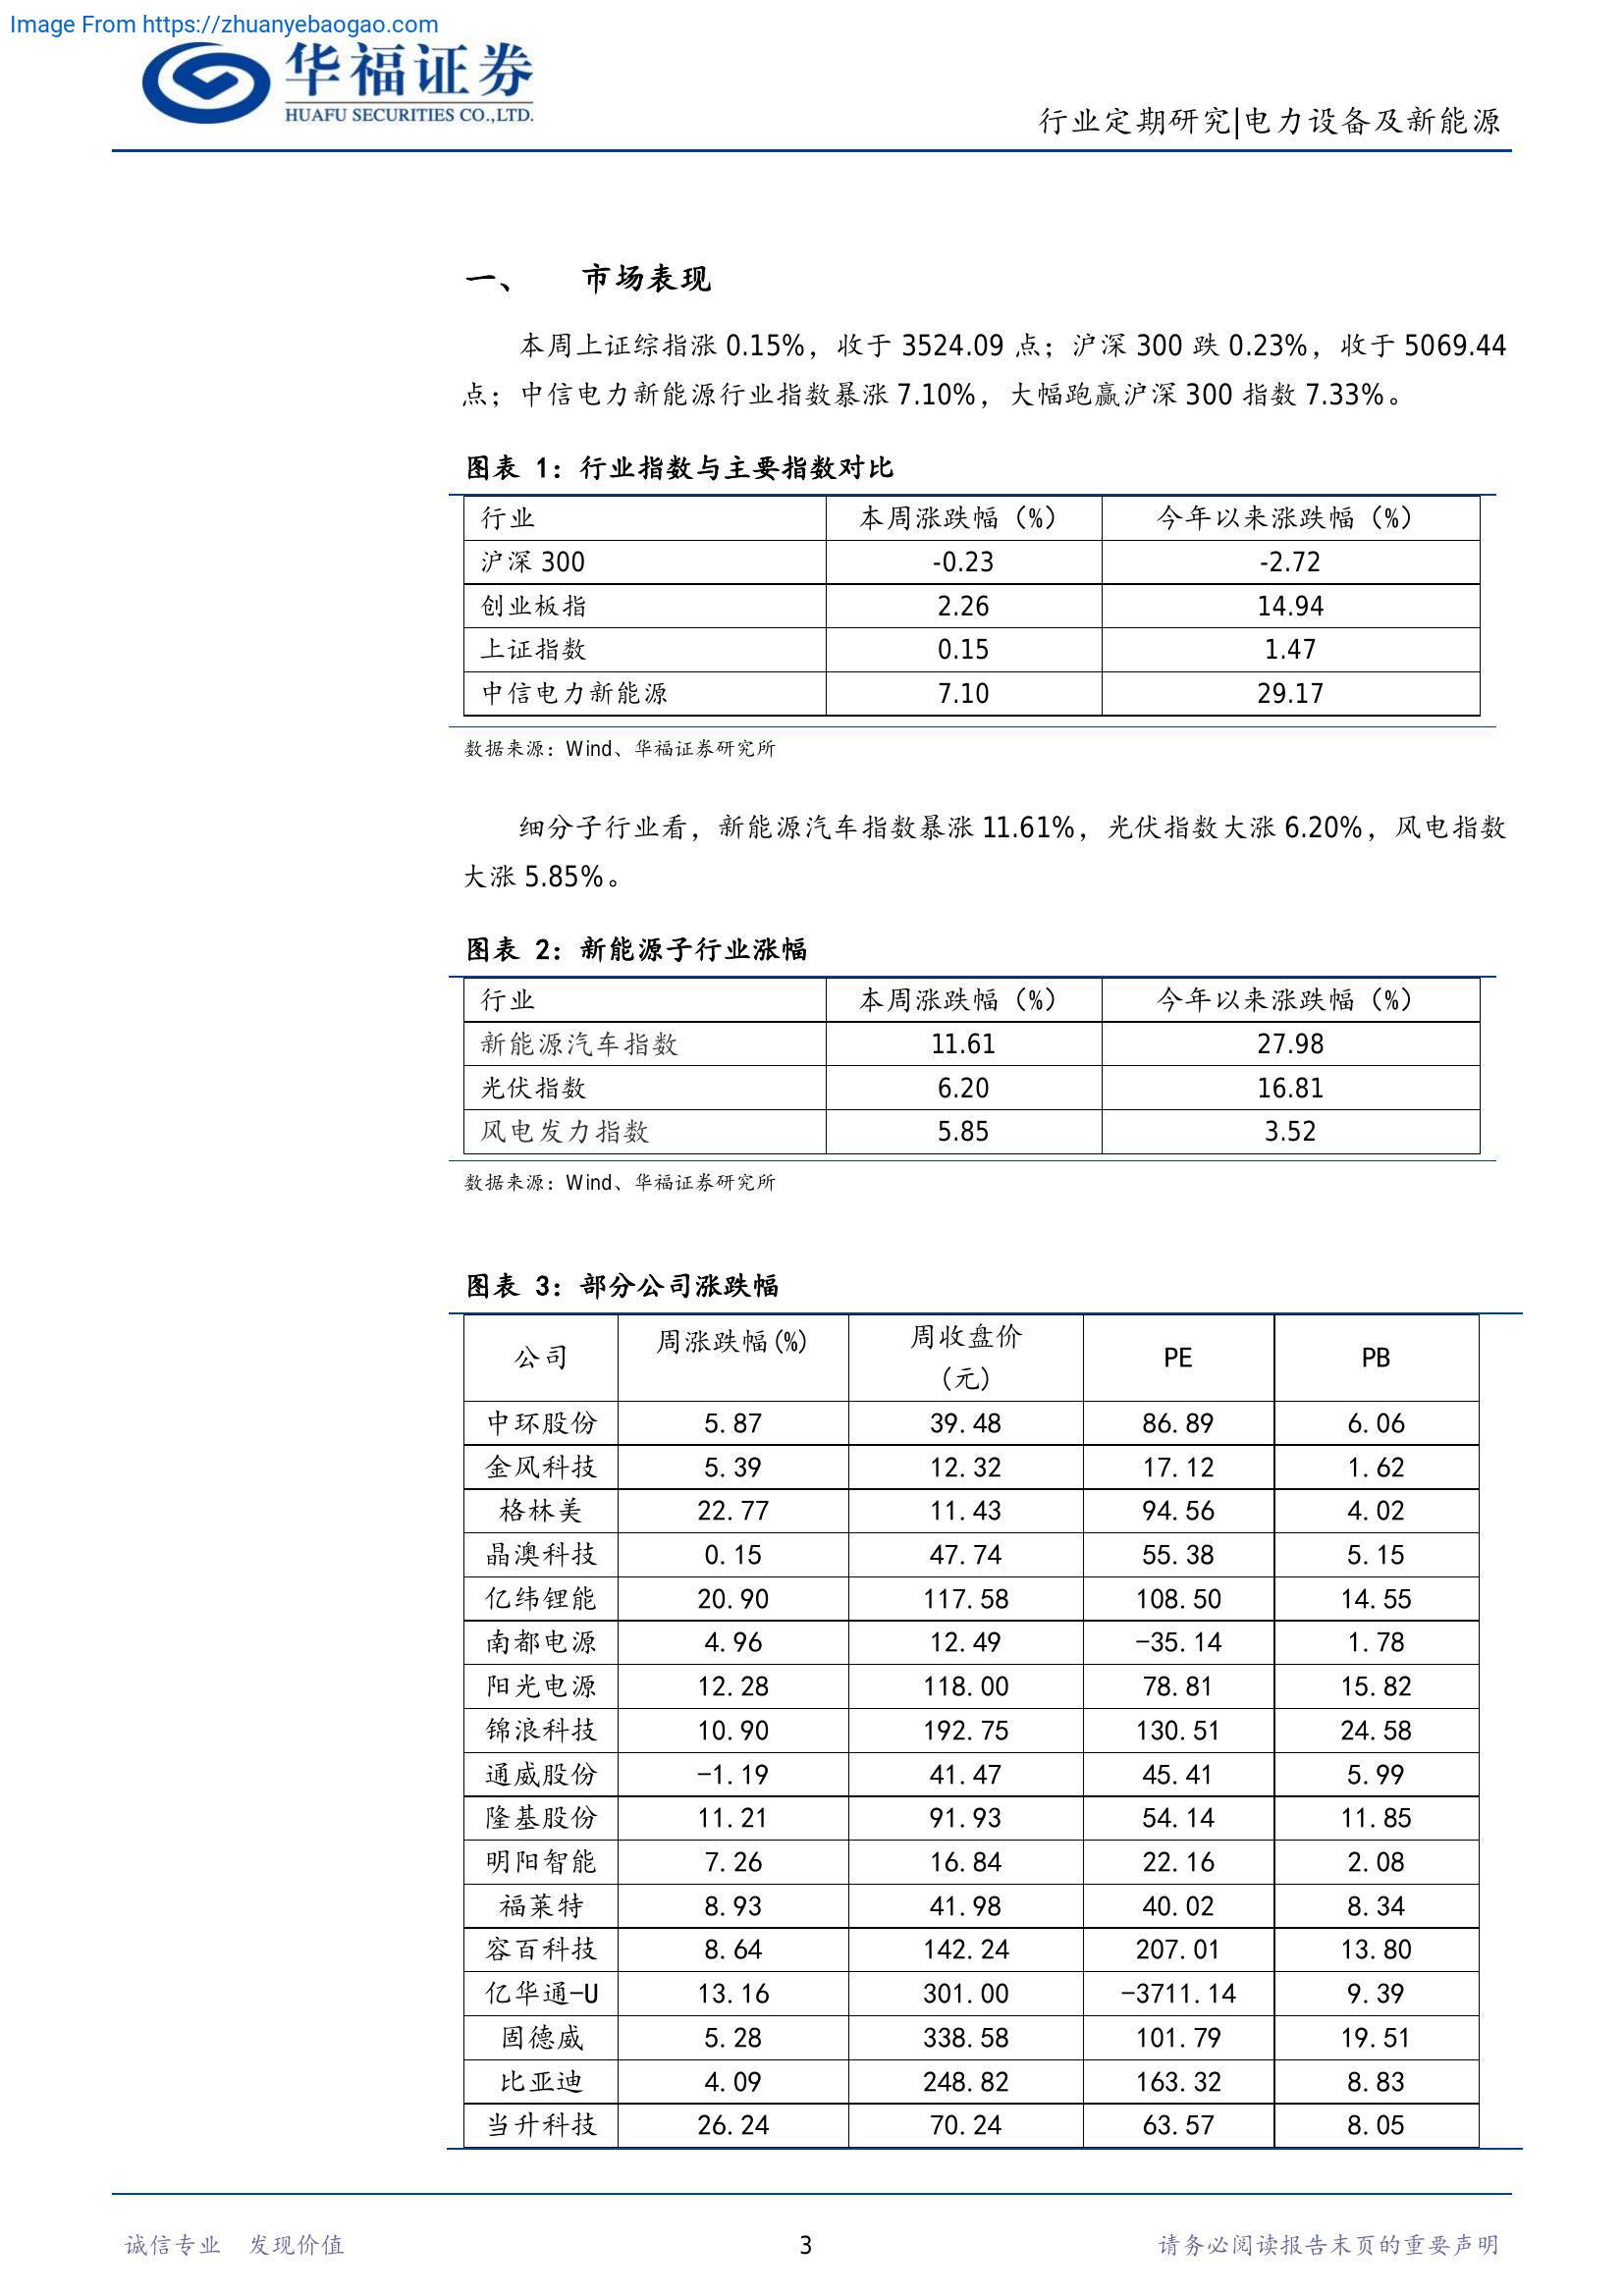 Image From https://zhuanyebaogao.com
华福证券
HUAFU SECURITIES CO.,LTD.
行业定期研究|电力设备及新能源
一、 市场表现
本周上证综指涨 0.15%，收于 3524.09 点；沪深 300 跌 0.23%，收于 5069.44
点；中信电力新能源行业指数暴涨 7.10%，大幅跑赢沪深 300 指数 7.33%。
图表 1：行业指数与主要指数对比
行业 本周涨跌幅（%） 今年以来涨跌幅（%）
沪深 300 -0.23 -2.72
创业板指 2.26 14.94
上证指数 0.15 1.47
中信电力新能源 7.10 29.17
数据来源：Wind、华福证券研究所
细分子行业看，新能源汽车指数暴涨 11.61%，光伏指数大涨 6.20%，风电指数
大涨 5.85%。
图表 2：新能源子行业涨幅
行业 本周涨跌幅（%） 今年以来涨跌幅（%）
新能源汽车指数 11.61 27.98
光伏指数 6.20 16.81
风电发力指数 5.85 3.52
数据来源：Wind、华福证券研究所
图表 3：部分公司涨跌幅
公司 周涨跌幅(%) 周收盘价 PE PB
（元）
中环股份 5.87 39.48 86.89 6.06
金风科技 5.39 12.32 17.12 1.62
格林美 22.77 11.43 94.56 4.02
晶澳科技 0.15 47.74 55.38 5.15
亿纬锂能 20.90 117.58 108.50 14.55
南都电源 4.96 12.49 -35.14 1.78
阳光电源 12.28 118.00 78.81 15.82
锦浪科技 10.90 192.75 130.51 24.58
通威股份 -1.19 41.47 45.41 5.99
隆基股份 11.21 91.93 54.14 11.85
明阳智能 7.26 16.84 22.16 2.08
福莱特 8.93 41.98 40.02 8.34
容百科技 8.64 142.24 207.01 13.80
亿华通-U 13.16 301.00 -3711.14 9.39
固德威 5.28 338.58 101.79 19.51
比亚迪 4.09 248.82 163.32 8.83
当升科技 26.24 70.24 63.57 8.05
诚信专业 发现价值 3 请务必阅读报告末页的重要声明